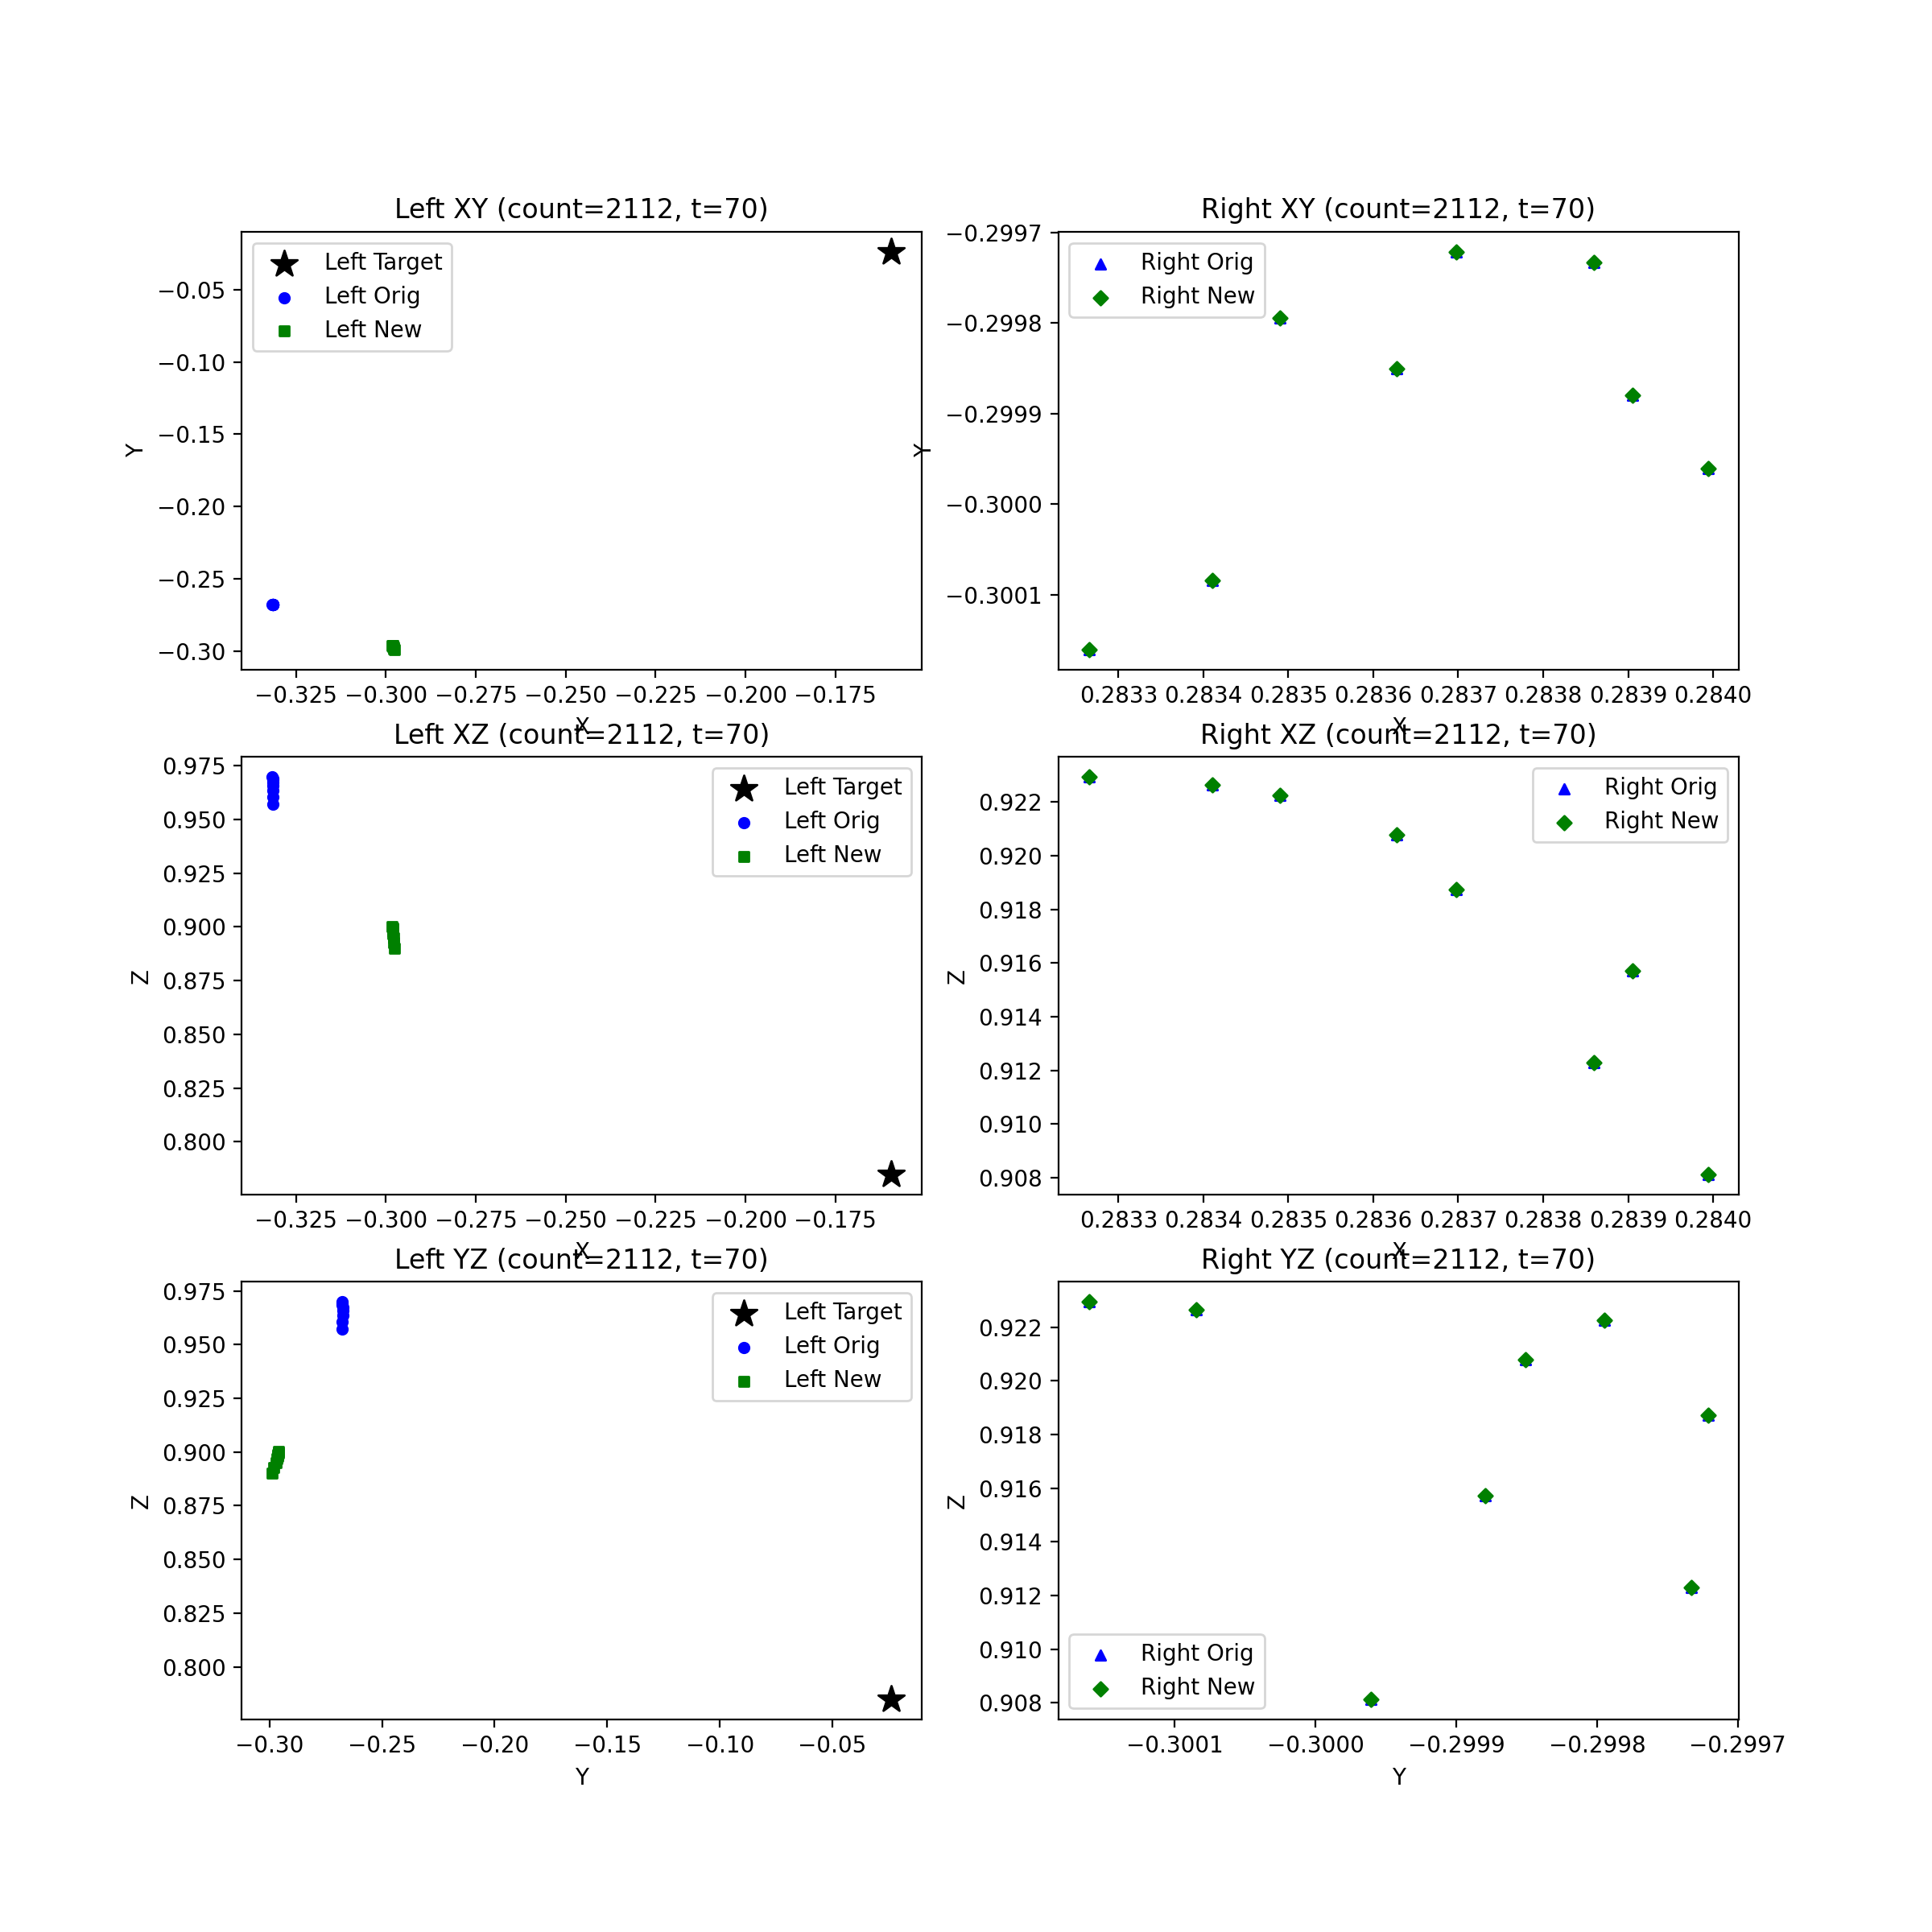 Left XY (count=2112, t=70)
Left Target
Left Orig
Left New
−0.05
−0.10
−0.15
−0.20
−0.25
−0.30
Y
−0.325 −0.300 −0.275 −0.250 −0.225 −0.200 −0.175
X
Right XY (count=2112, t=70)
Right Orig
Right New
−0.2997
−0.2998
−0.2999
−0.3000
−0.3001
Y
0.2833 0.2834 0.2835 0.2836 0.2837 0.2838 0.2839 0.2840
X
Left XZ (count=2112, t=70)
Left Target
Left Orig
Left New
0.975
0.950
0.925
0.900
0.875
0.850
0.825
0.800
Z
−0.325 −0.300 −0.275 −0.250 −0.225 −0.200 −0.175
X
Right XZ (count=2112, t=70)
Right Orig
Right New
0.922
0.920
0.918
0.916
0.914
0.912
0.910
0.908
Z
0.2833 0.2834 0.2835 0.2836 0.2837 0.2838 0.2839 0.2840
X
Left YZ (count=2112, t=70)
Left Target
Left Orig
Left New
0.975
0.950
0.925
0.900
0.875
0.850
0.825
0.800
Z
−0.30 −0.25 −0.20 −0.15 −0.10 −0.05
Y
Right YZ (count=2112, t=70)
0.922
0.920
0.918
0.916
0.914
0.912
0.910
0.908
Z
Right Orig
Right New
−0.3001 −0.3000 −0.2999 −0.2998 −0.2997
Y